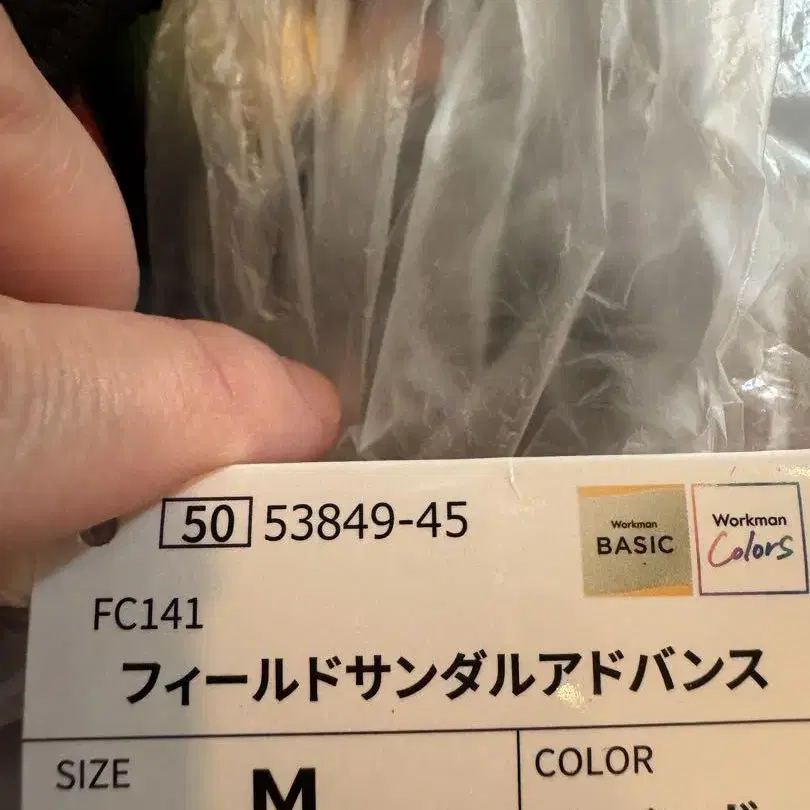 50 53849-45
Workman
BASIC
Workman
Colors
FC141
フィールドサンダルアドバンス
SIZE M
COLOR